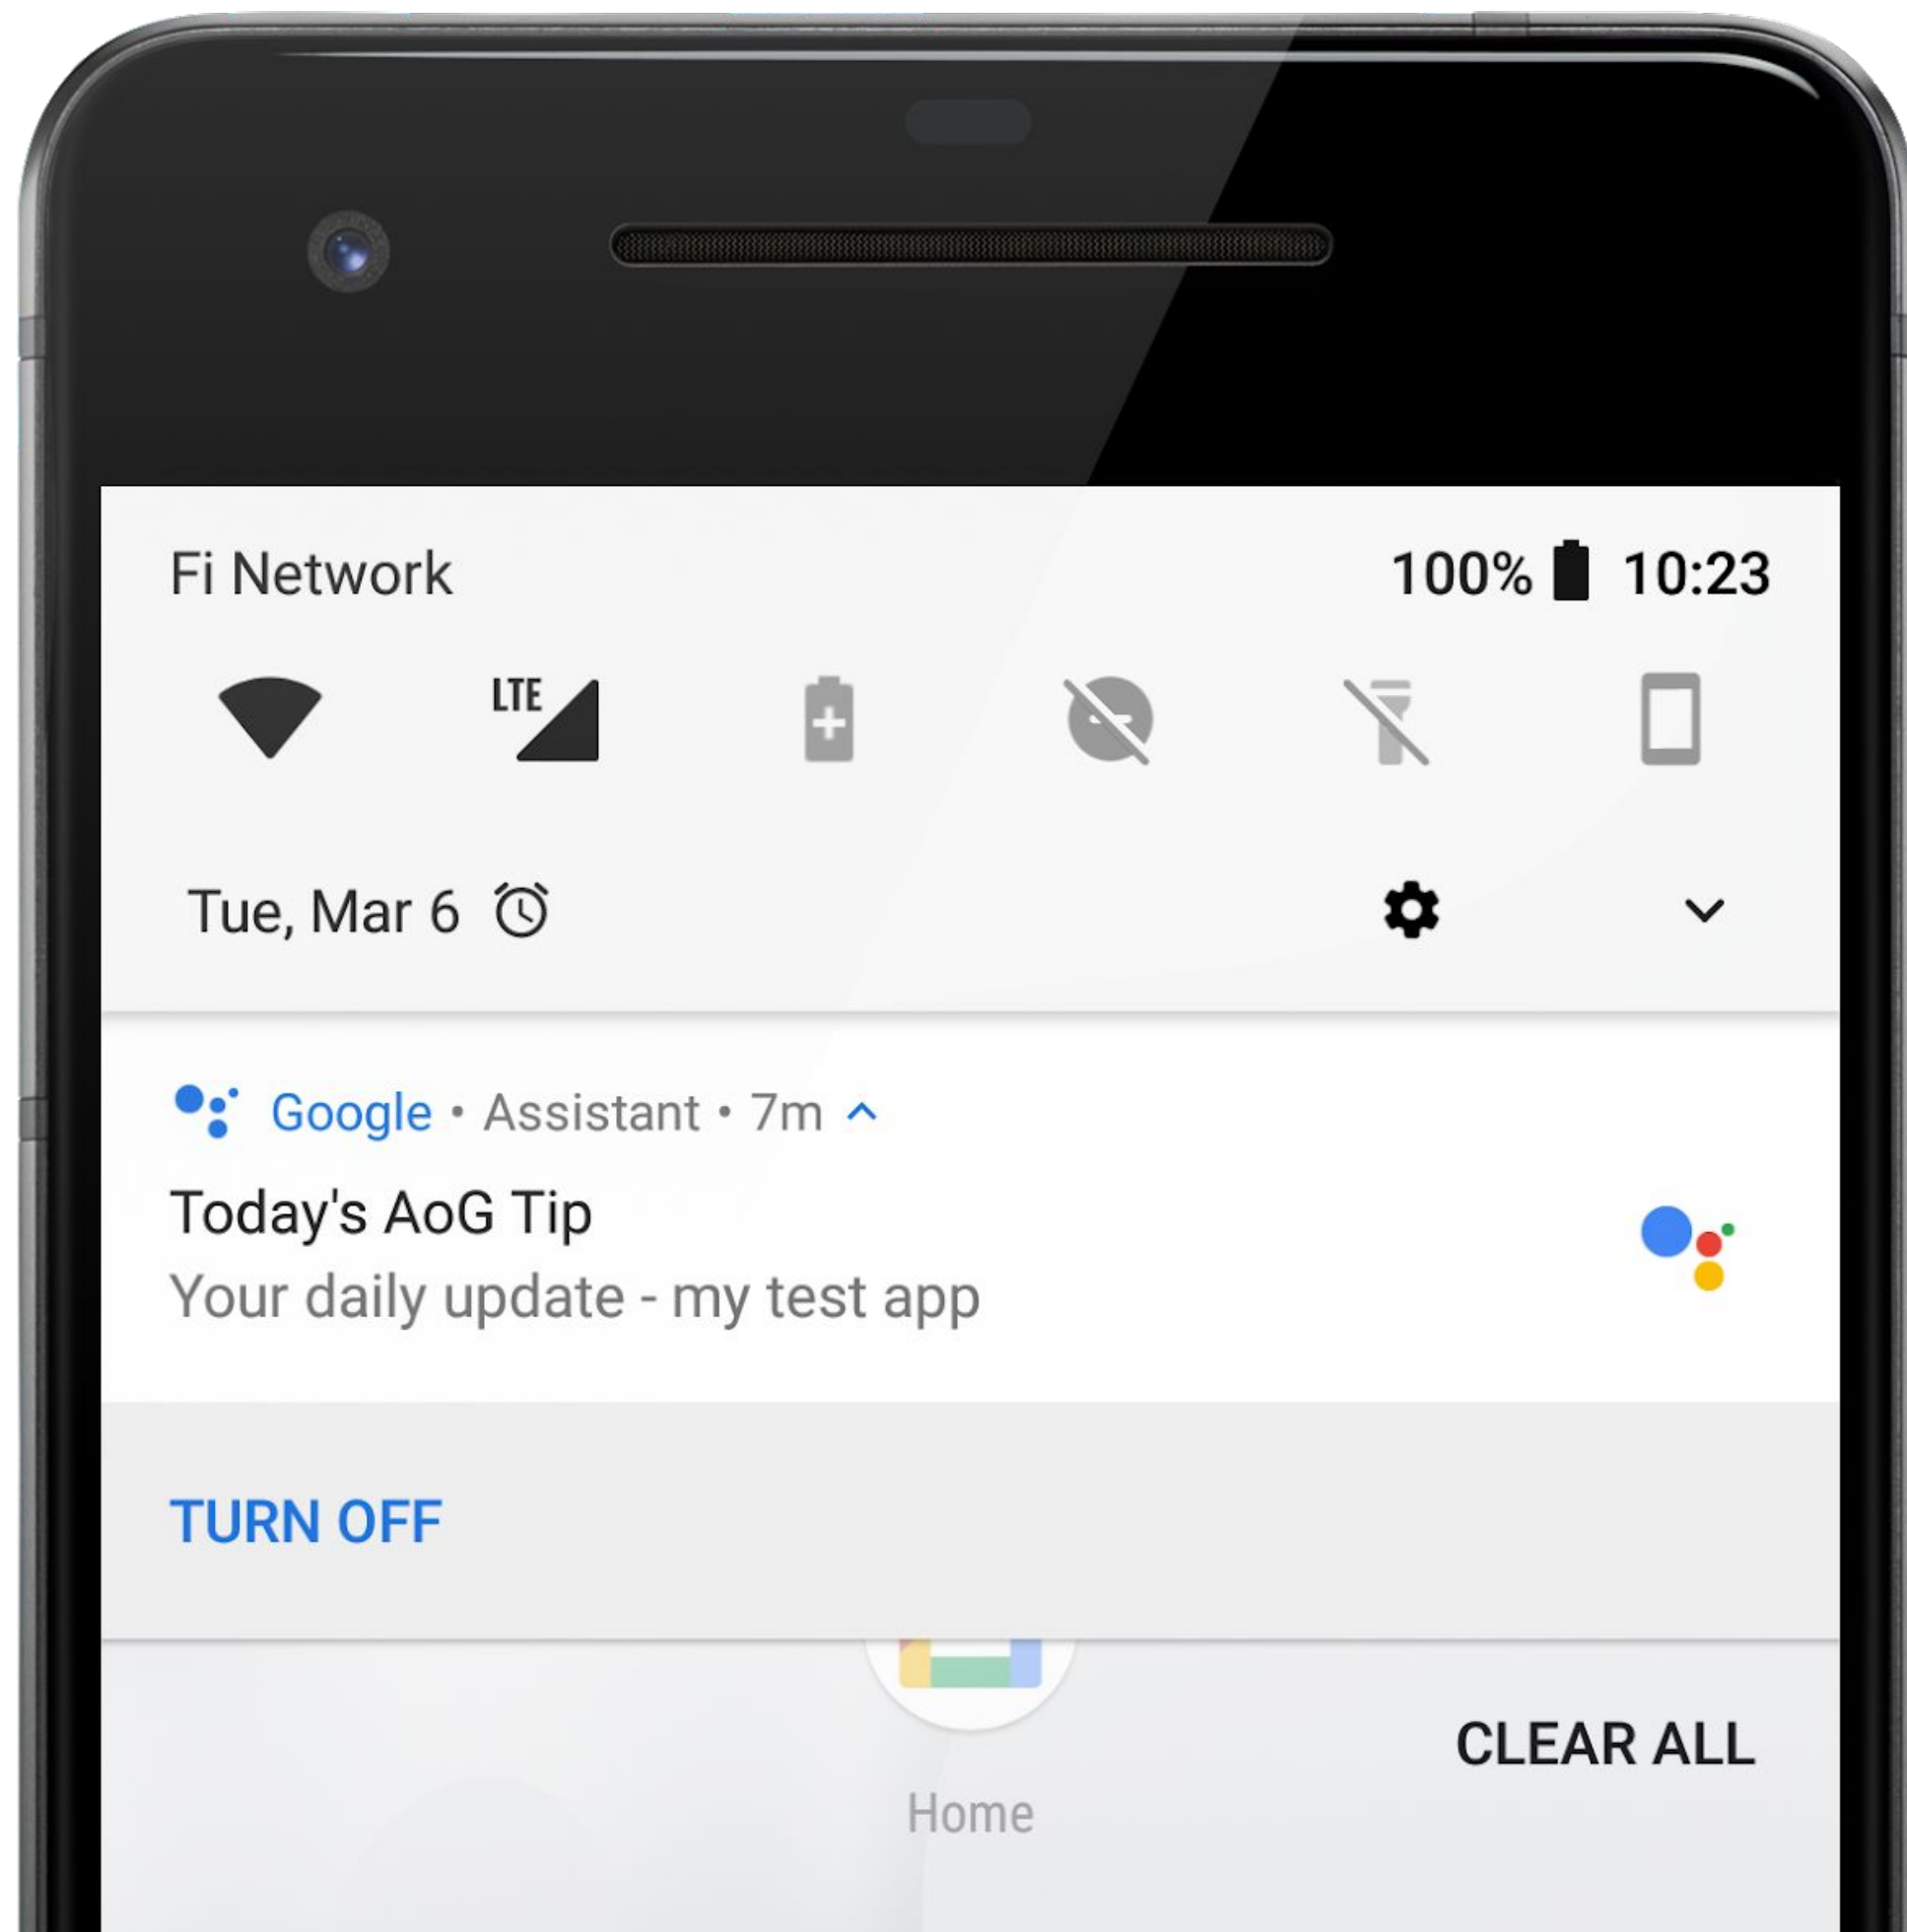 Fi Network 100% 10:23
LTE
Tue, Mar 6
Google • Assistant • 7m
Today's AoG Tip
Your daily update - my test app
TURN OFF
CLEAR ALL
Home